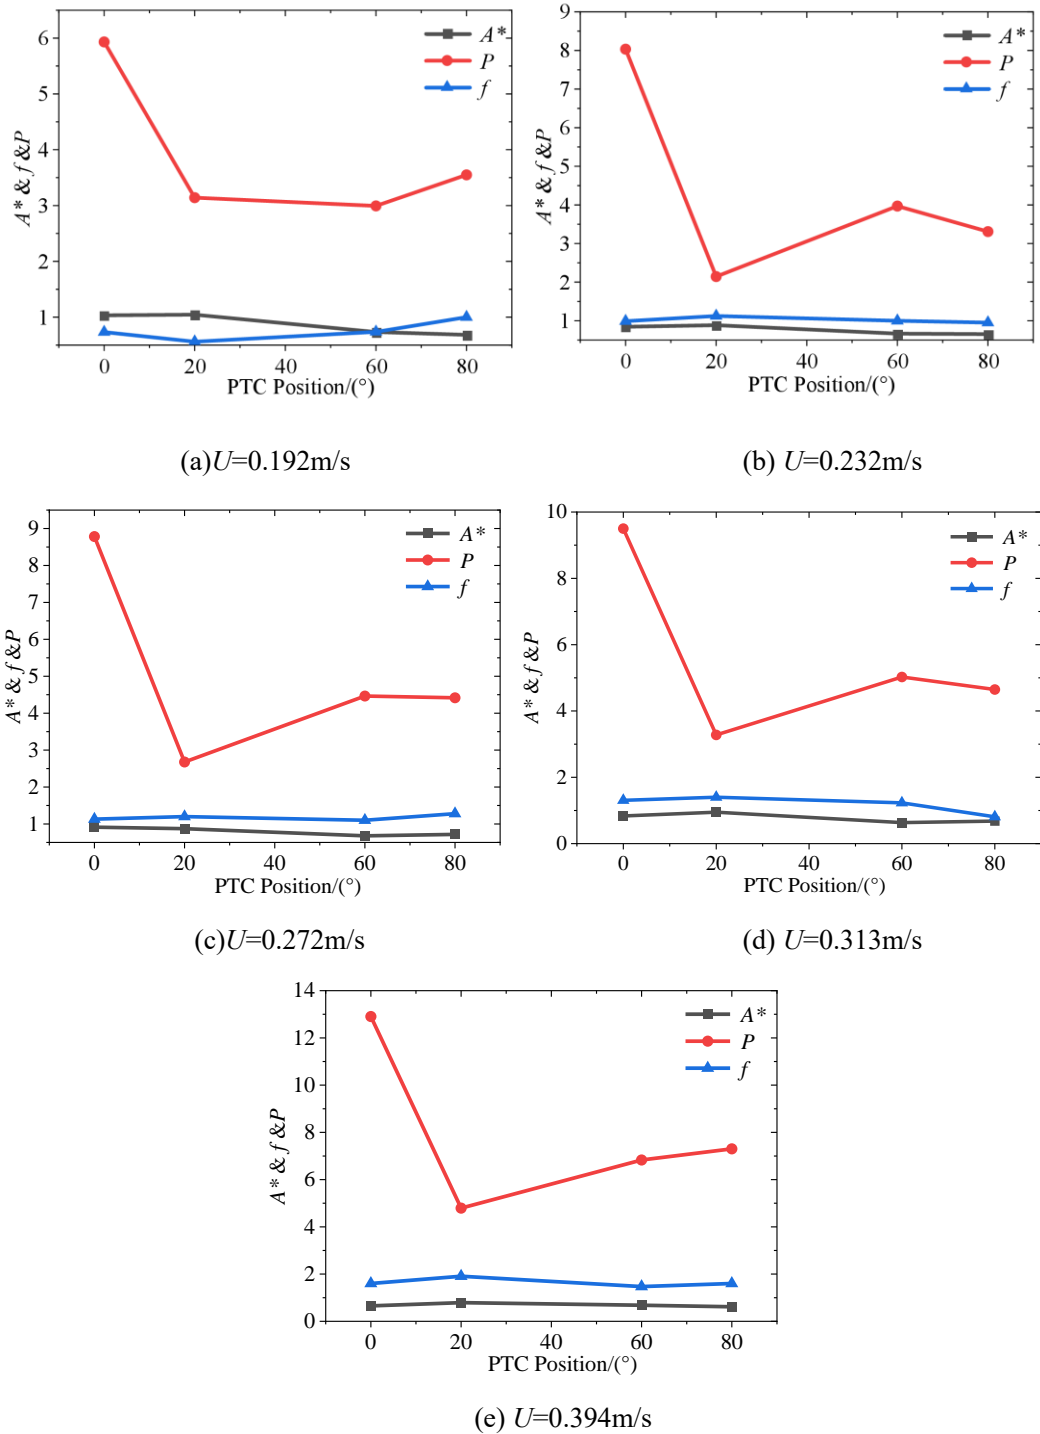 6
5
4
3
2
1
A* & f &P
A*
P
f
0 20 40 60 80
PTC Position/(°)
(a)U=0.192m/s
9
8
7
6
5
4
3
2
1
A* & f &P
A*
P
f
0 20 40 60 80
PTC Position/(°)
(b) U=0.232m/s
9
8
7
6
5
4
3
2
1
A* & f &P
A*
P
f
0 20 40 60 80
PTC Position/(°)
(c)U=0.272m/s
10
8
6
4
2
0
A* & f &P
A*
P
f
0 20 40 60 80
PTC Position/(°)
(d) U=0.313m/s
14
12
10
8
6
4
2
0
A* & f &P
A*
P
f
0 20 40 60 80
PTC Position/(°)
(e) U=0.394m/s